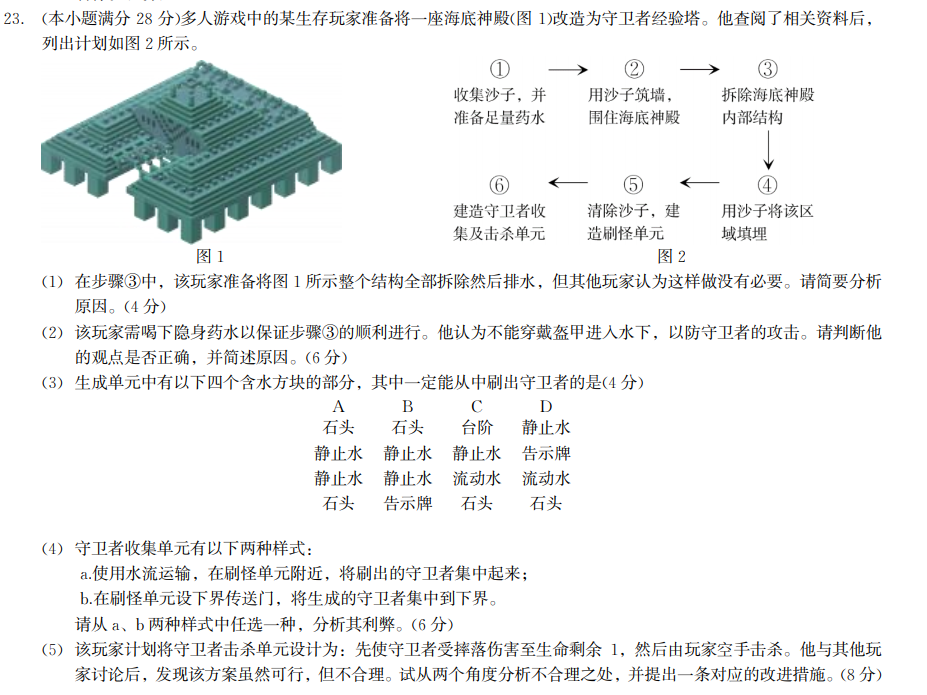 23. (本小题满分 28 分)多人游戏中的某生存玩家准备将一座海底神殿(图 1)改造为守卫者经验塔。他查阅了相关资料后，
列出计划如图 2 所示。
① ② ③
收集沙子，并 用沙子筑墙， 拆除海底神殿
准备足量药水 围住海底神殿 内部结构
⑥ ⑤ ④
建造守卫者收 清除沙子，建 用沙子将该区
集及击杀单元 造刷怪单元 域填埋
图 1 图 2
(1) 在步骤③中，该玩家准备将图 1 所示整个结构全部拆除然后排水，但其他玩家认为这样做没有必要。请简要分析
原因。(4 分)
(2) 该玩家需喝下隐身药水以保证步骤③的顺利进行。他认为不能穿戴盔甲进入水下，以防守卫者的攻击。请判断他
的观点是否正确，并简述原因。(6 分)
(3) 生成单元中有以下四个含水方块的部分，其中一定能从中刷出守卫者的是(4 分)
A B C D
石头 石头 台阶 静止水
静止水 静止水 静止水 告示牌
静止水 静止水 流动水 流动水
石头 告示牌 石头 石头
(4) 守卫者收集单元有以下两种样式：
a.使用水流运输，在刷怪单元附近，将刷出的守卫者集中起来；
b.在刷怪单元设下界传送门，将生成的守卫者集中到下界。
请从 a、b 两种样式中任选一种，分析其利弊。(6 分)
(5) 该玩家计划将守卫者击杀单元设计为：先使守卫者受摔落伤害至生命剩余 1，然后由玩家空手击杀。他与其他玩
家讨论后，发现该方案虽然可行，但不合理。试从两个角度分析不合理之处，并提出一条对应的改进措施。(8 分)